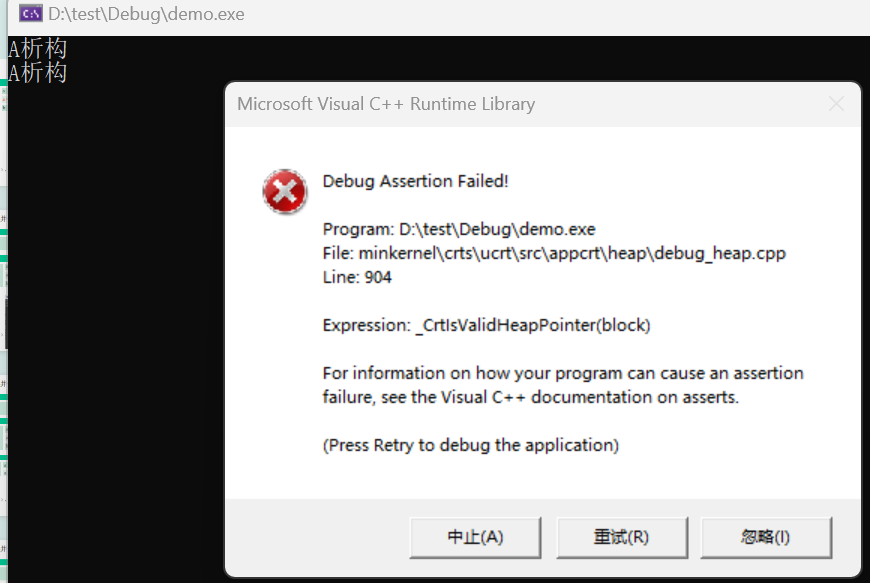 D:\test\Debug\demo.exe
A析构
A析构
Microsoft Visual C++ Runtime Library
Debug Assertion Failed!
Program: D:\test\Debug\demo.exe
File: minkernel\crts\ucrt\src\appcrt\heap\debug_heap.cpp
Line: 904
Expression: _CrtIsValidHeapPointer(block)
For information on how your program can cause an assertion
failure, see the Visual C++ documentation on asserts.
(Press Retry to debug the application)
中止(A) 重试(R) 忽略(I)